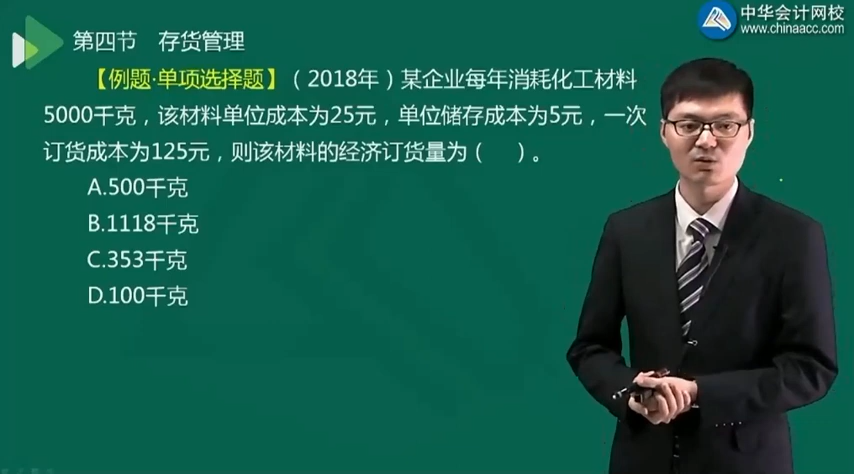 中华会计网校
www.chinaacc.com
第四节 存货管理
【例题·单项选择题】（2018年）某企业每年消耗化工材料
5000千克，该材料单位成本为25元，单位储存成本为5元，一次
订货成本为125元，则该材料的经济订货量为（ ）。
A.500千克
B.1118千克
C.353千克
D.100千克